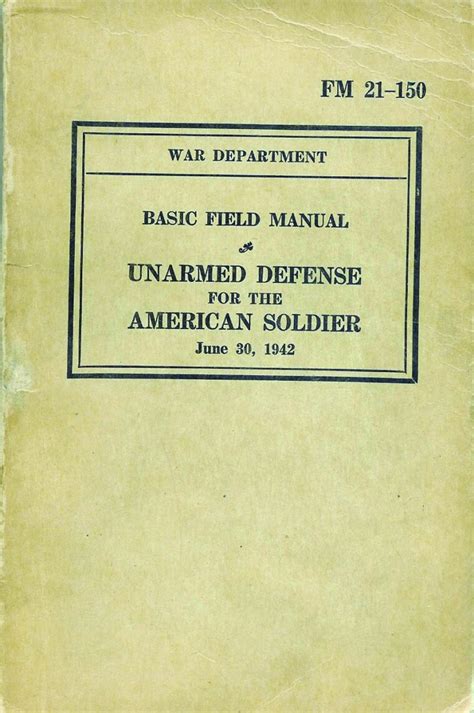 FM 21-150
WAR DEPARTMENT
BASIC FIELD MANUAL
UNARMED DEFENSE
FOR THE
AMERICAN SOLDIER
June 30, 1942